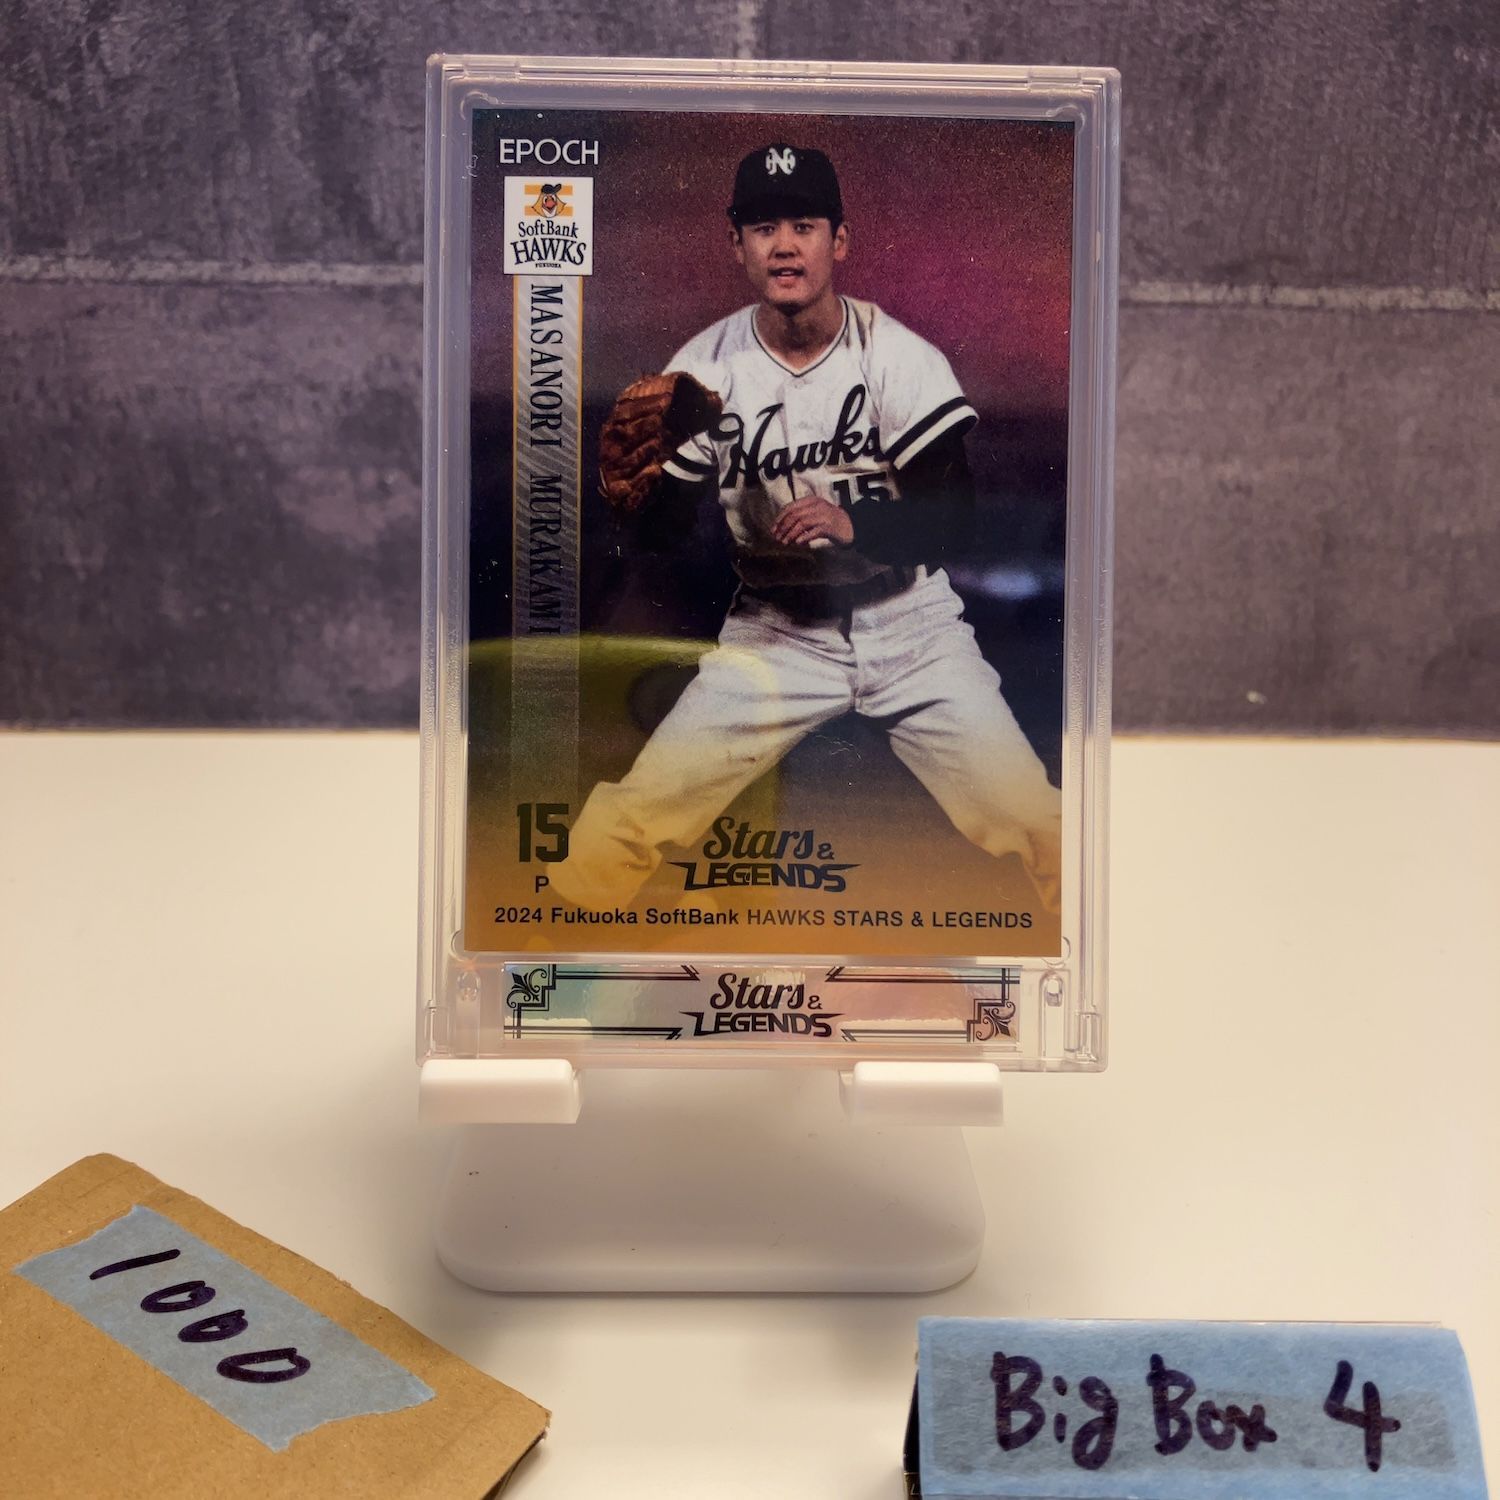 EPOCH
NH
SoftBank
HAWKS
FUKUOKA
MASANORI MURAKAMI
Hawks
15
15
P
Stars &
LEGENDS
2024 Fukuoka SoftBank HAWKS STARS & LEGENDS
Stars &
LEGENDS
1000
Big Box 4